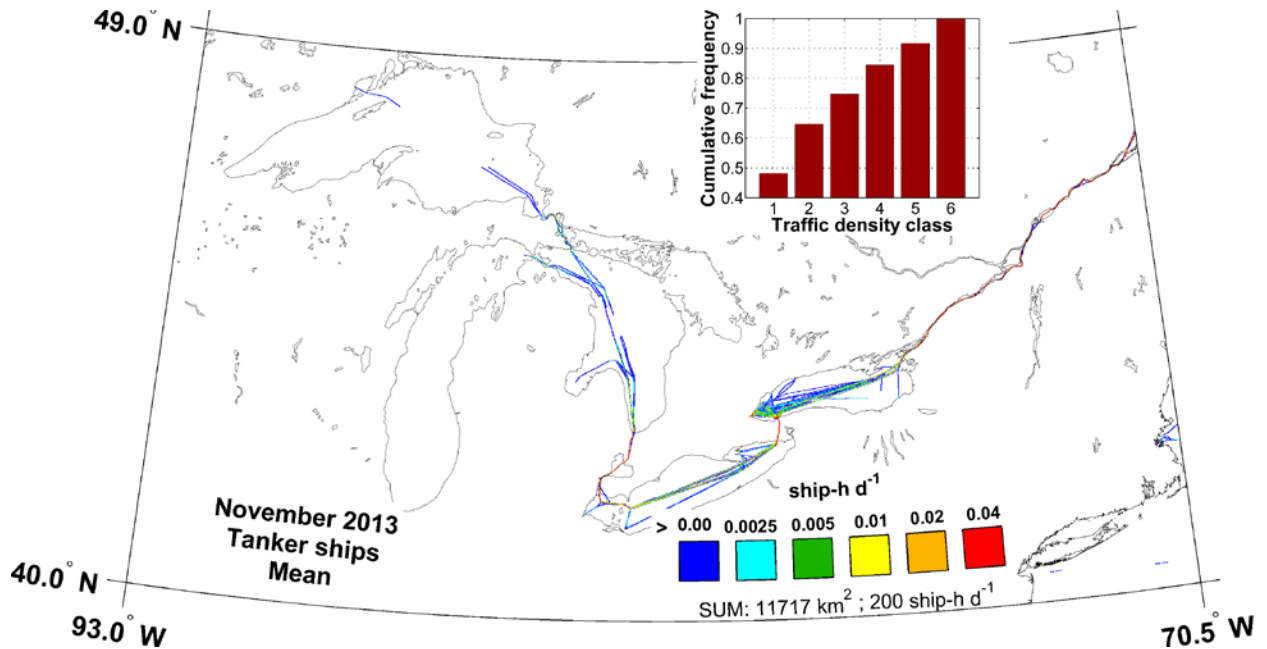 49.0° N
Cumulative frequency
1
0.9
0.8
0.7
0.6
0.5
0.4
1 2 3 4 5 6
Traffic density class
November 2013
Tanker ships
Mean
ship-h d⁻¹
> 0.00 0.0025 0.005 0.01 0.02 0.04
SUM: 11717 km² ; 200 ship-h d⁻¹
40.0° N
93.0° W
70.5° W